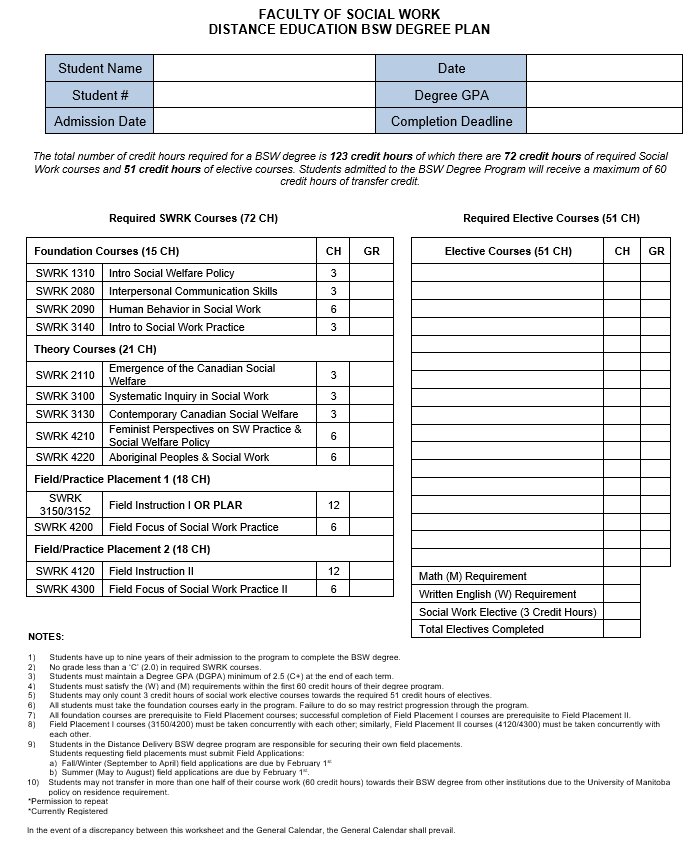 FACULTY OF SOCIAL WORK
DISTANCE EDUCATION BSW DEGREE PLAN
Student Name Date
Student # Degree GPA
Admission Date Completion Deadline
The total number of credit hours required for a BSW degree is 123 credit hours of which there are 72 credit hours of required Social
Work courses and 51 credit hours of elective courses. Students admitted to the BSW Degree Program will receive a maximum of 60
credit hours of transfer credit.
Required SWRK Courses (72 CH)
Foundation Courses (15 CH) CH GR
SWRK 1310 Intro Social Welfare Policy 3
SWRK 2080 Interpersonal Communication Skills 3
SWRK 2090 Human Behavior in Social Work 6
SWRK 3140 Intro to Social Work Practice 3
Theory Courses (21 CH)
SWRK 2110 Emergence of the Canadian Social
Welfare 3
SWRK 3100 Systematic Inquiry in Social Work 3
SWRK 3130 Contemporary Canadian Social Welfare 3
SWRK 4210 Feminist Perspectives on SW Practice &
Social Welfare Policy 6
SWRK 4220 Aboriginal Peoples & Social Work 6
Field/Practice Placement 1 (18 CH)
SWRK
3150/3152 Field Instruction I OR PLAR 12
SWRK 4200 Field Focus of Social Work Practice 6
Field/Practice Placement 2 (18 CH)
SWRK 4120 Field Instruction II 12
SWRK 4300 Field Focus of Social Work Practice II 6
Required Elective Courses (51 CH)
Elective Courses (51 CH) CH GR
Math (M) Requirement
Written English (W) Requirement
Social Work Elective (3 Credit Hours)
Total Electives Completed
NOTES:
1) Students have up to nine years of their admission to the program to complete the BSW degree.
2) No grade less than a ‘C’ (2.0) in required SWRK courses.
3) Students must maintain a Degree GPA (DGPA) minimum of 2.5 (C+) at the end of each term.
4) Students must satisfy the (W) and (M) requirements within the first 60 credit hours of their degree program.
5) Students may only count 3 credit hours of social work elective courses towards the required 51 credit hours of electives.
6) All students must take the foundation courses early in the program. Failure to do so may restrict progression through the program.
7) All foundation courses are prerequisite to Field Placement courses; successful completion of Field Placement I courses are prerequisite to Field Placement II.
8) Field Placement I courses (3150/4200) must be taken concurrently with each other; similarly, Field Placement II courses (4120/4300) must be taken concurrently with
each other.
9) Students in the Distance Delivery BSW degree program are responsible for securing their own field placements.
Students requesting field placements must submit Field Applications:
a) Fall/Winter (September to April) field applications are due by February 1st
b) Summer (May to August) field applications are due by February 1st.
10) Students may not transfer in more than one half of their course work (60 credit hours) towards their BSW degree from other institutions due to the University of Manitoba
policy on residence requirement.
*Permission to repeat
*Currently Registered
In the event of a discrepancy between this worksheet and the General Calendar, the General Calendar shall prevail.